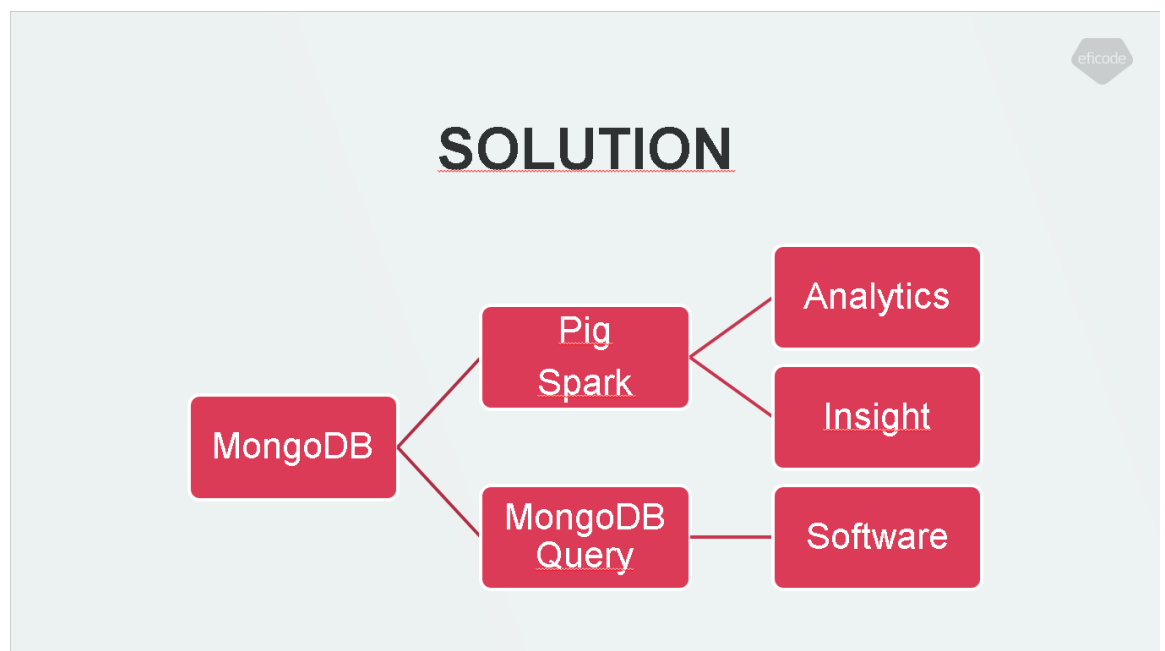 eficode
SOLUTION
Analytics
Pig
Spark
Insight
MongoDB
MongoDB
Query
Software